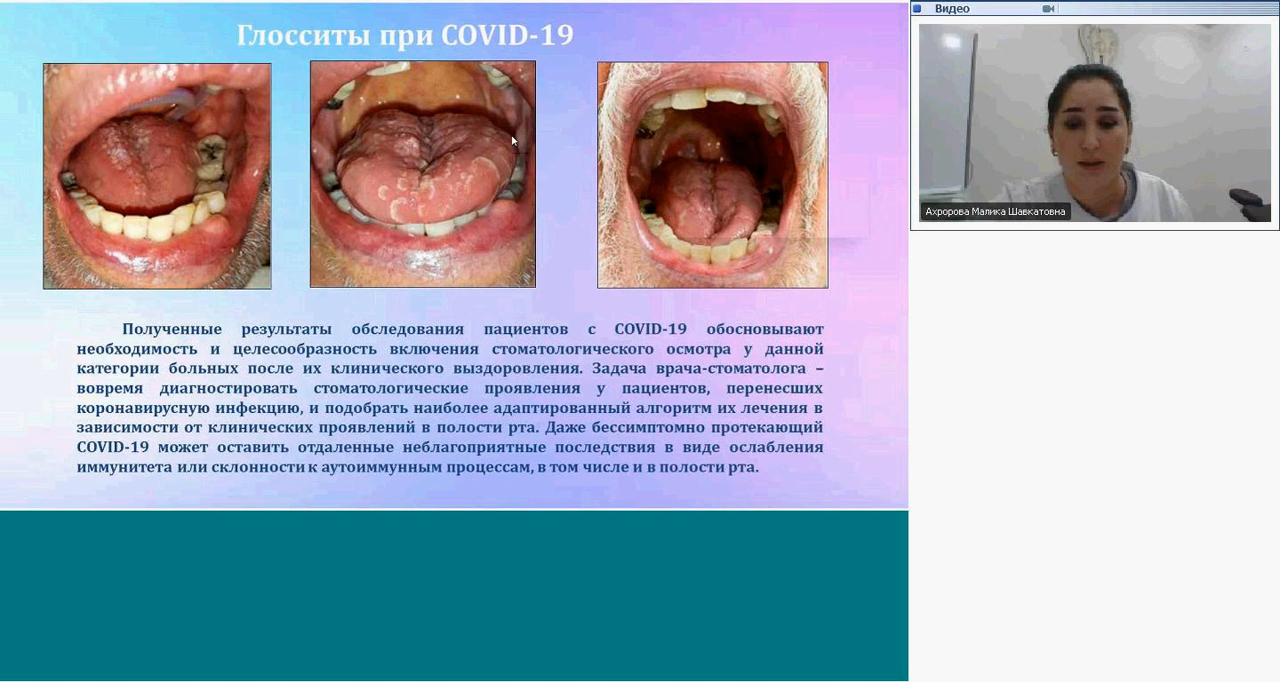 Глосситы при COVID-19
Видео
Ахророва Малика Шавкатовна
Полученные результаты обследования пациентов с COVID-19 обосновывают
необходимость и целесообразность включения стоматологического осмотра у данной
категории больных после их клинического выздоровления. Задача врача-стоматолога –
вовремя диагностировать стоматологические проявления у пациентов, перенесших
коронавирусную инфекцию, и подобрать наиболее адаптированный алгоритм их лечения в
зависимости от клинических проявлений в полости рта. Даже бессимптомно протекающий
COVID-19 может оставить отдаленные неблагоприятные последствия в виде ослабления
иммунитета или склонности к аутоиммунным процессам, в том числе и в полости рта.